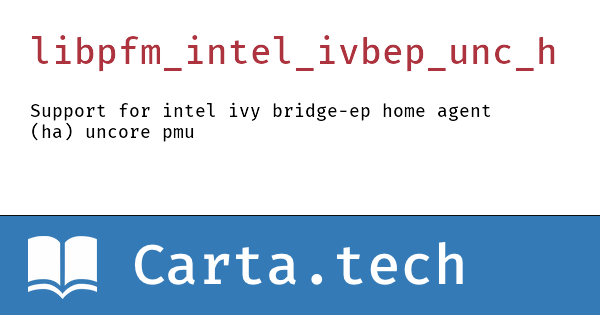 libpfm_intel_ivbep_unc_h
Support for intel ivy bridge-ep home agent
(ha) uncore pmu
Carta.tech